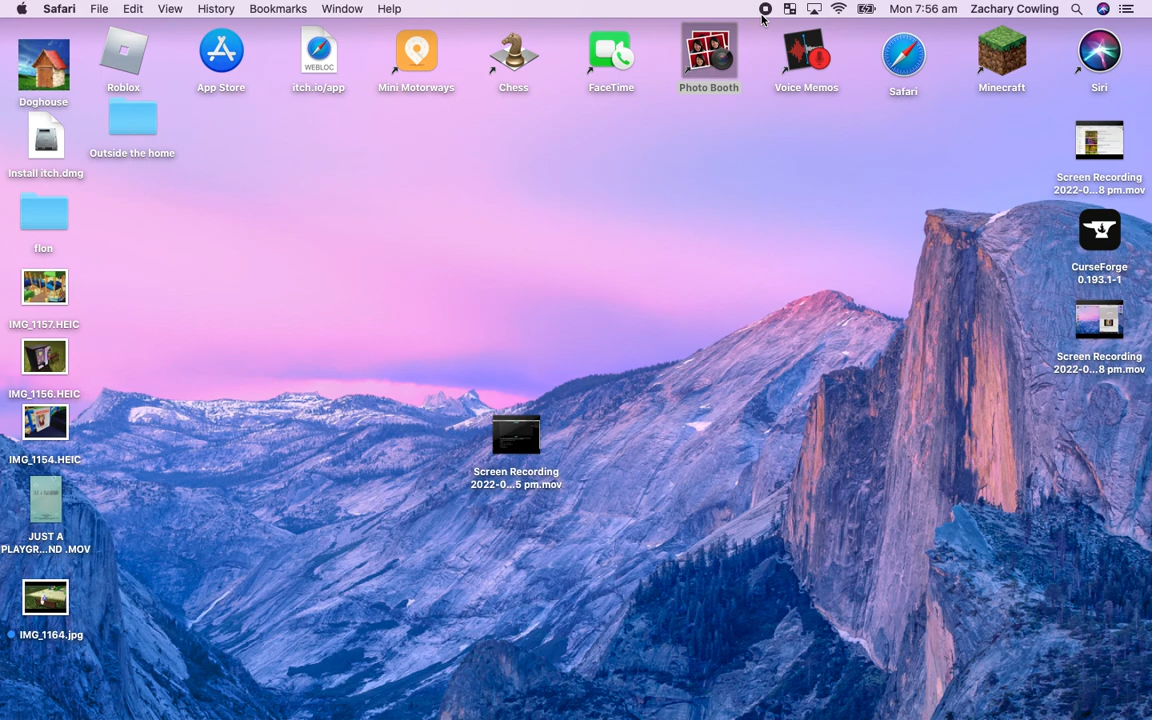 Safari File Edit View History Bookmarks Window Help Mon 7:56 am Zachary Cowling
Doghouse
Roblox
App Store
WEBLOC
itch.io/app
Mini Motorways
Chess
FaceTime
Photo Booth
Voice Memos
Safari
Minecraft
Siri
Install itch.dmg
Outside the home
Screen Recording
2022-0...8 pm.mov
flon
CurseForge
0.193.1-1
IMG_1157.HEIC
Screen Recording
2022-0...8 pm.mov
IMG_1156.HEIC
IMG_1154.HEIC
Screen Recording
2022-0...5 pm.mov
JUST A
PLAYGR...ND .MOV
IMG_1164.jpg